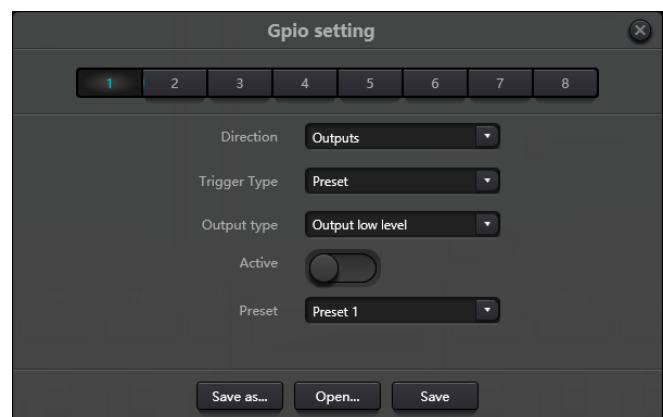 Gpio setting
1 2 3 4 5 6 7 8
Direction Outputs
Trigger Type Preset
Output type Output low level
Active
Preset Preset 1
Save as... Open... Save